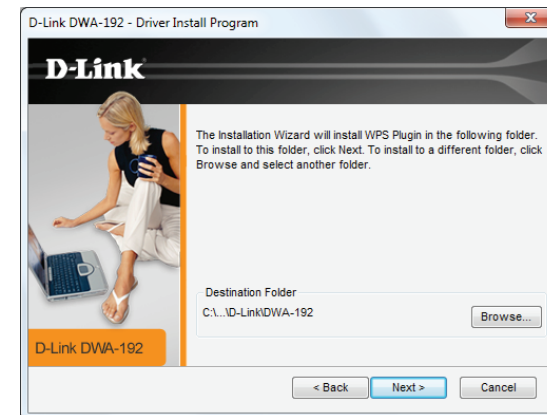 D-Link DWA-192 - Driver Install Program
D-Link
The Installation Wizard will install WPS Plugin in the following folder.
To install to this folder, click Next. To install to a different folder, click
Browse and select another folder.
Destination Folder
C:\...\D-Link\DWA-192
Browse...
D-Link DWA-192
< Back
Next >
Cancel